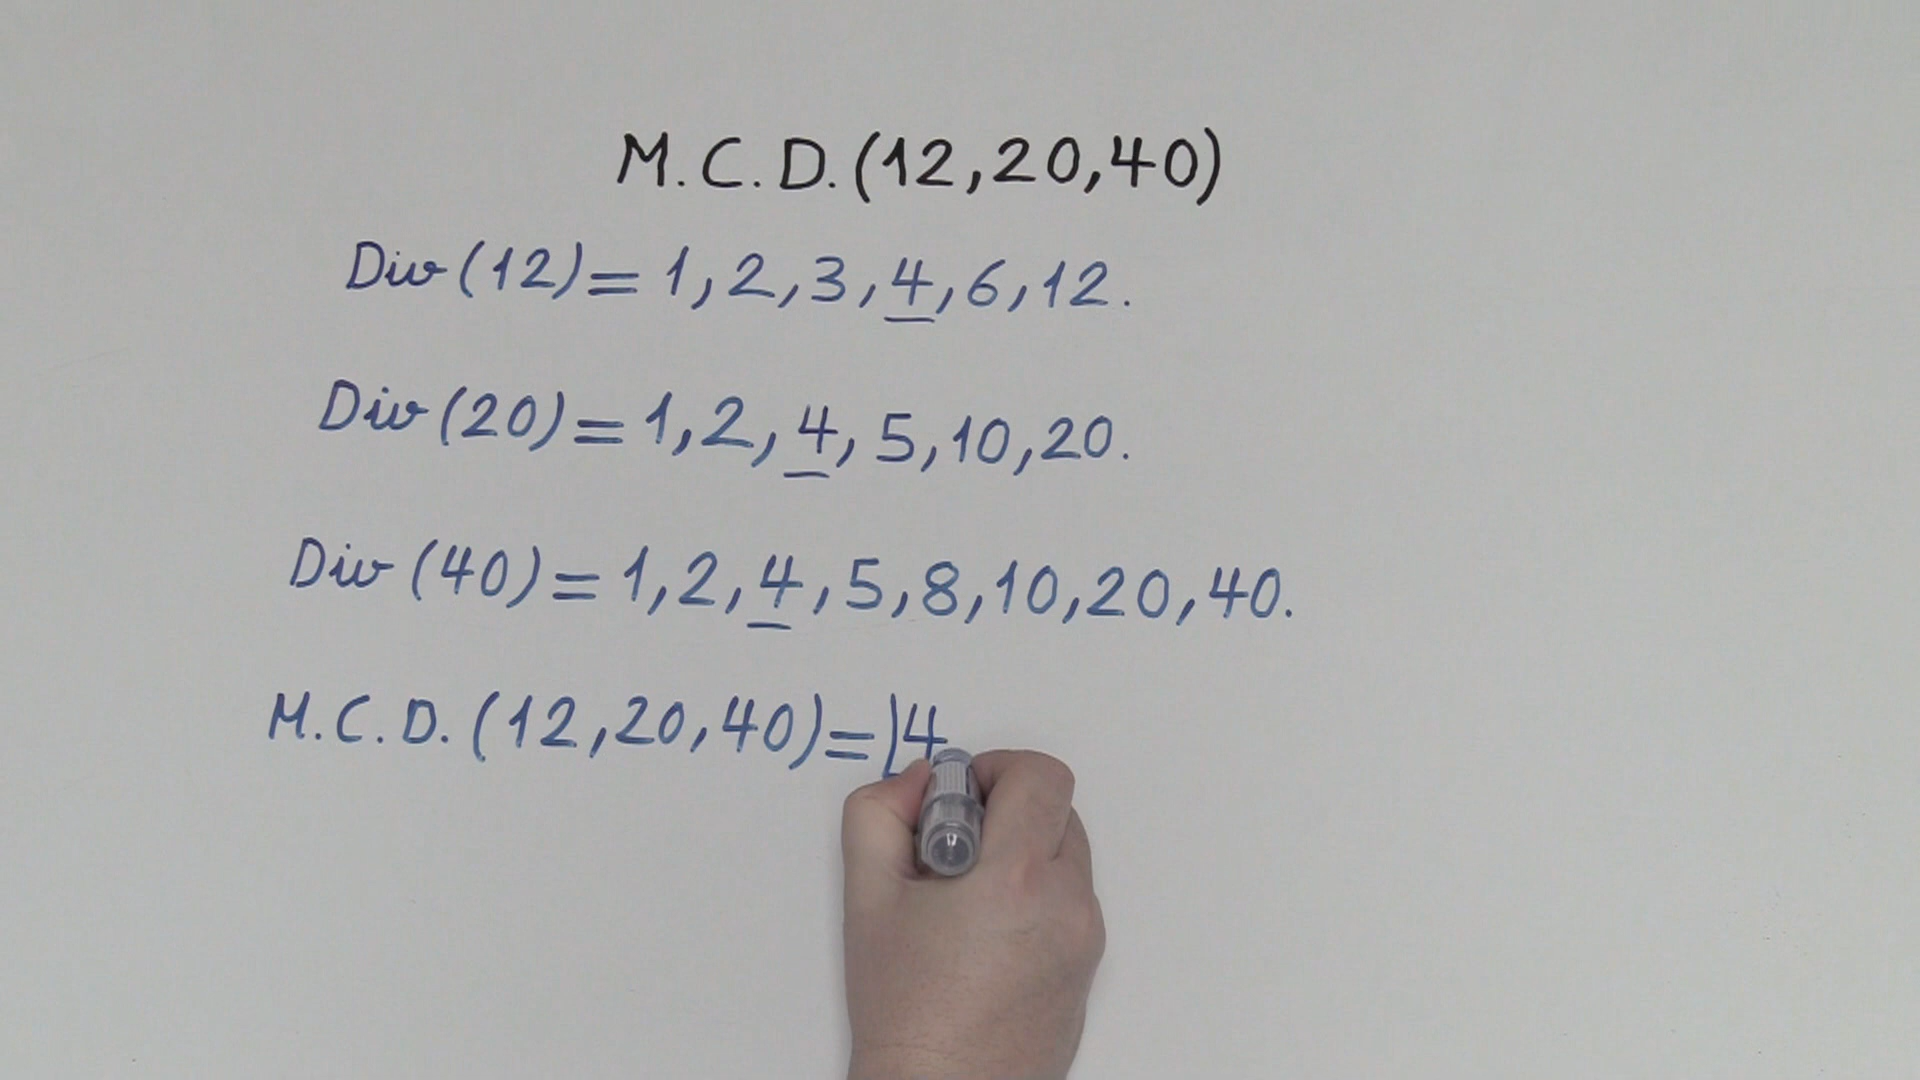 M.C.D.(12,20,40)
Div(12)=1,2,3,4,6,12.
Div(20)=1,2,4,5,10,20.
Div(40)=1,2,4,5,8,10,20,40.
M.C.D.(12,20,40)=4